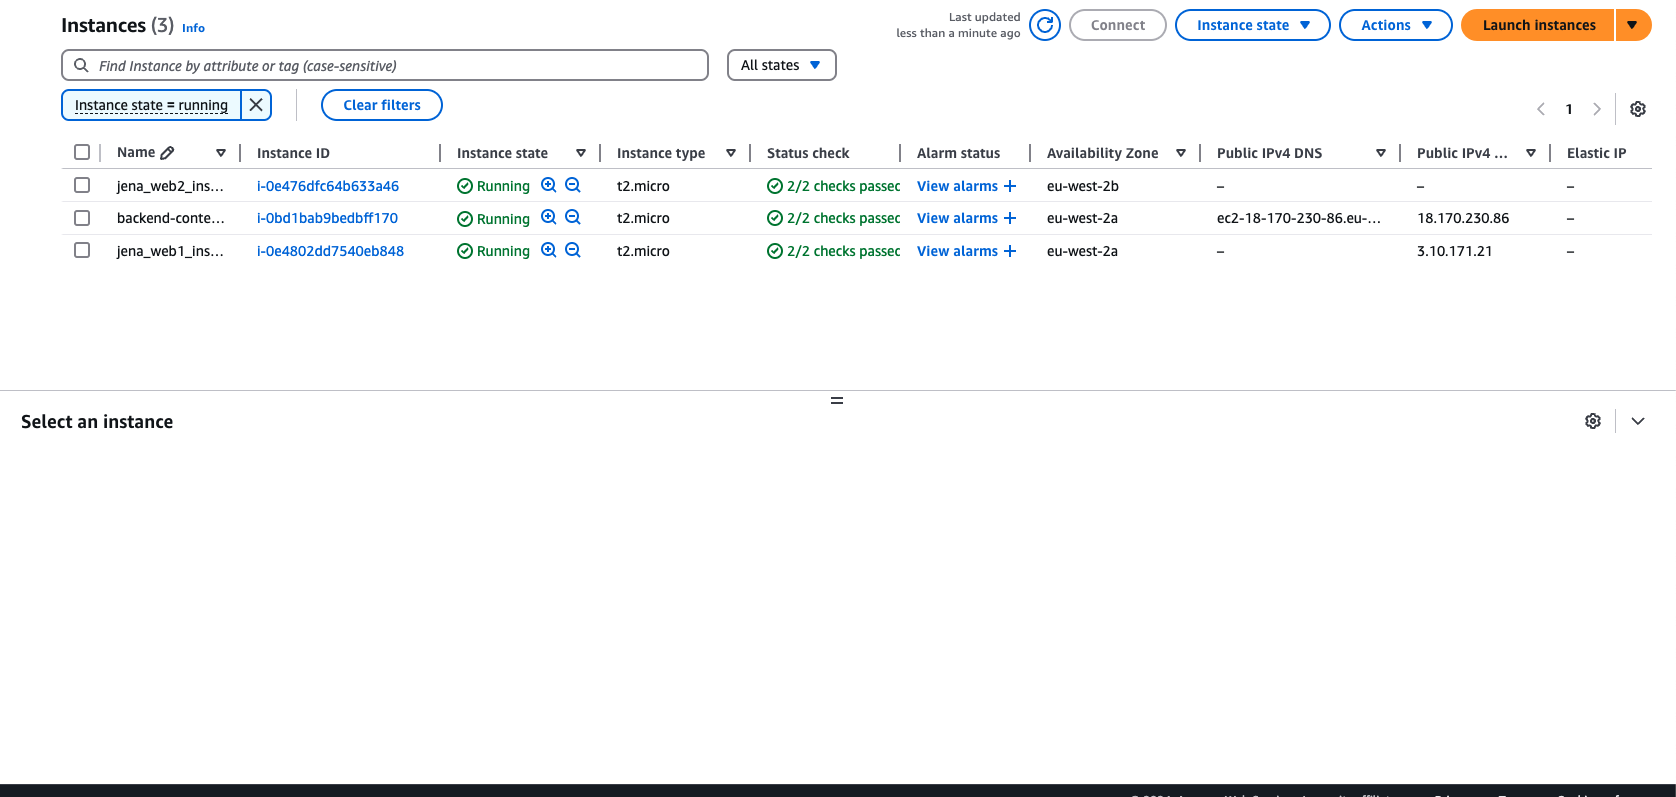 Instances (3) Info
Last updated
less than a minute ago
Connect
Instance state
Actions
Launch instances
Find Instance by attribute or tag (case-sensitive)
All states
Instance state = running
Clear filters
1
Name Instance ID Instance state Instance type Status check Alarm status Availability Zone Public IPv4 DNS Public IPv4 ... Elastic IP
jena_web2_ins... i-0e476dfc64b633a46 Running t2.micro 2/2 checks passed View alarms + eu-west-2b – – –
backend-conte... i-0bd1bab9bedbff170 Running t2.micro 2/2 checks passed View alarms + eu-west-2a ec2-18-170-230-86.eu-... 18.170.230.86 –
jena_web1_ins... i-0e4802dd7540eb848 Running t2.micro 2/2 checks passed View alarms + eu-west-2a – 3.10.171.21 –
Select an instance